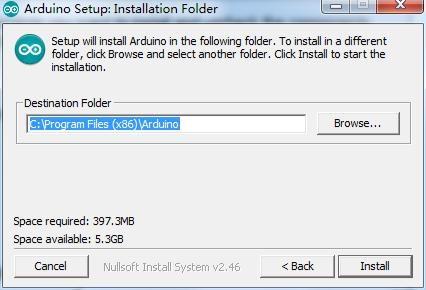 Arduino Setup: Installation Folder
Setup will install Arduino in the following folder. To install in a different
folder, click Browse and select another folder. Click Install to start the
installation.
Destination Folder
C:\Program Files (x86)\Arduino
Browse...
Space required: 397.3MB
Space available: 5.3GB
Cancel
Nullsoft Install System v2.46
< Back
Install